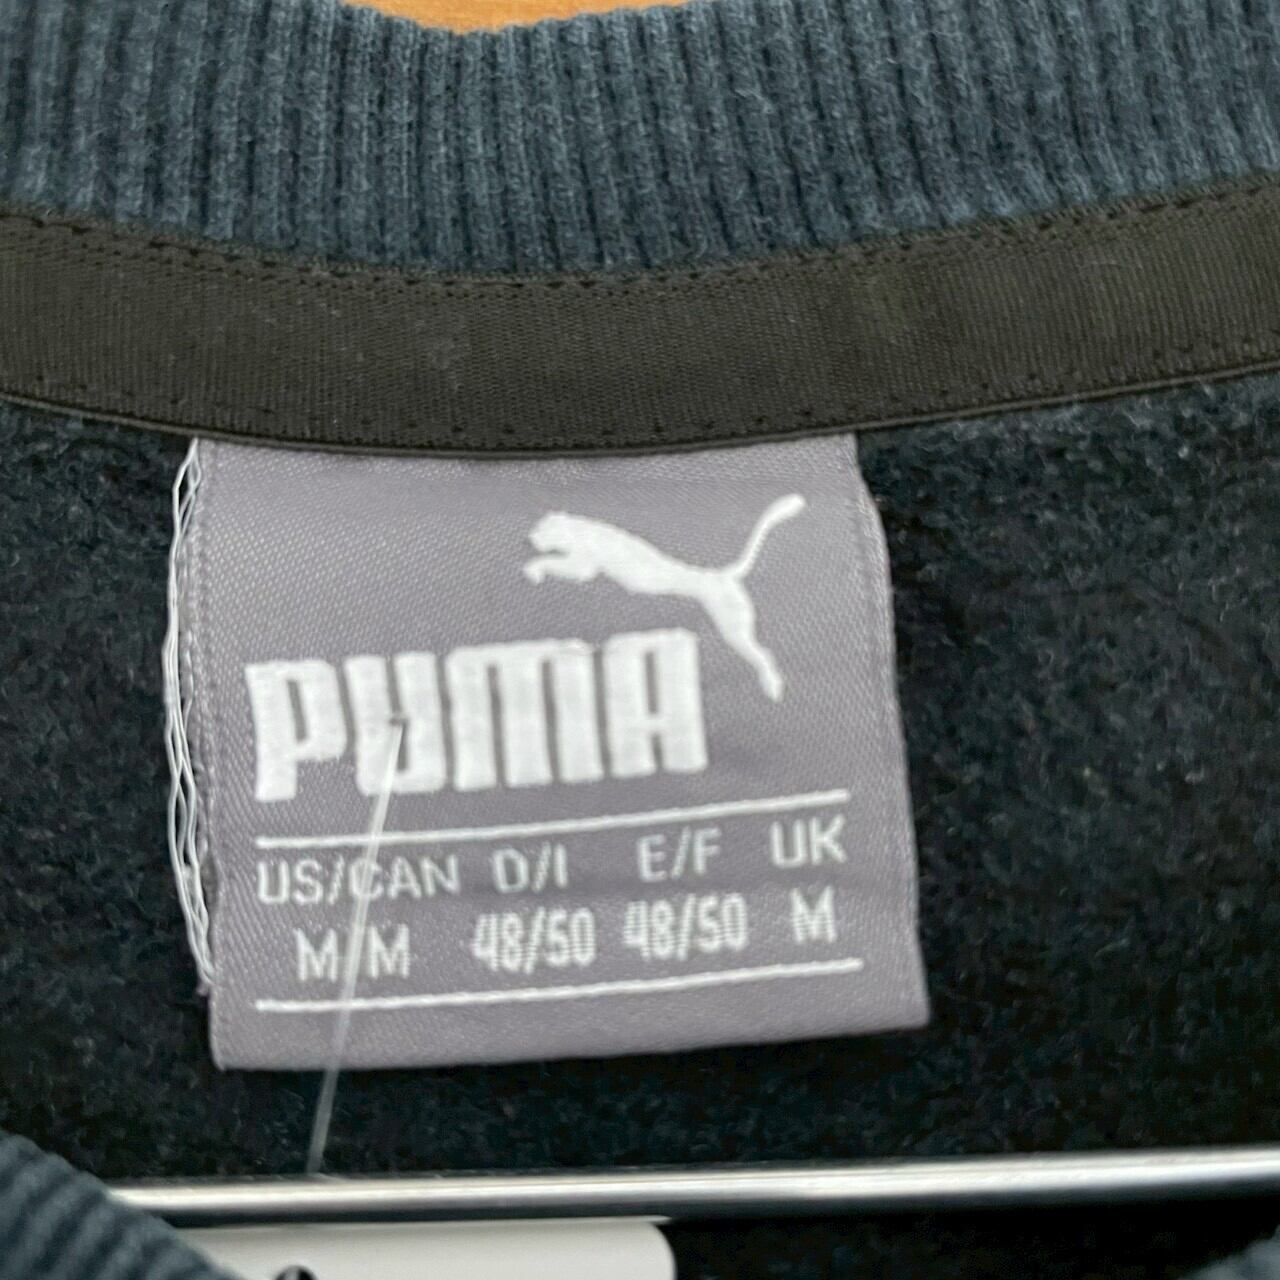 PUMA
US/CAN D/I E/F UK
M/M 48/50 48/50 M